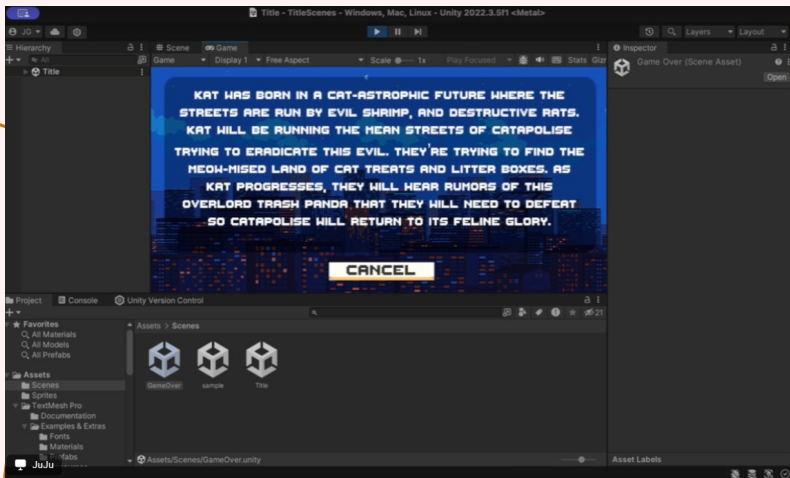 Title - TitleScenes - Windows, Mac, Linux - Unity 2022.3.5f1 <Metal>
JG
Layers Layout
Hierarchy
Scene Game
Inspector
All
Game Display 1 Free Aspect Scale 1x Play Focused Stats Giz
Game Over (Scene Asset)
Open
Title
KAT WAS BORN IN A CAT-ASTROPHIC FUTURE WHERE THE
STREETS ARE RUN BY EVIL SHRIMP, AND DESTRUCTIVE RATS.
KAT WILL BE RUNNING THE MEAN STREETS OF CATAPOLISE
TRYING TO ERADICATE THIS EVIL. THEY'RE TRYING TO FIND THE
MEOW-MISED LAND OF CAT TREATS AND LITTER BOXES. AS
KAT PROGRESSES, THEY WILL HEAR RUMORS OF THIS
OVERLORD TRASH PANDA THAT THEY WILL NEED TO DEFEAT
SO CATAPOLISE WILL RETURN TO ITS FELINE GLORY.
CANCEL
Project Console Unity Version Control
21
Favorites
All Materials
All Models
All Prefabs
Assets
Scenes
Sprites
TextMesh Pro
Documentation
Examples & Extras
Fonts
Materials
Prefabs
Assets > Scenes
GameOver sample Title
Assets/Scenes/GameOver.unity
Asset Labels
JuJu